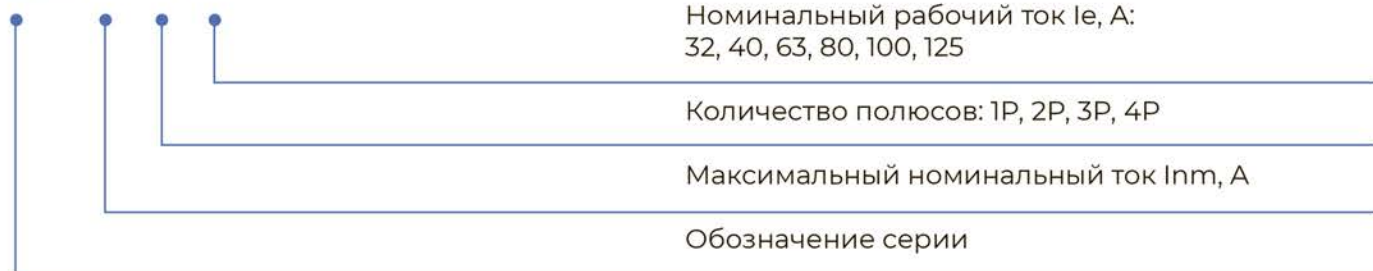 Номинальный рабочий ток Ie, А:
32, 40, 63, 80, 100, 125
Количество полюсов: 1P, 2P, 3P, 4P
Максимальный номинальный ток Inm, А
Обозначение серии